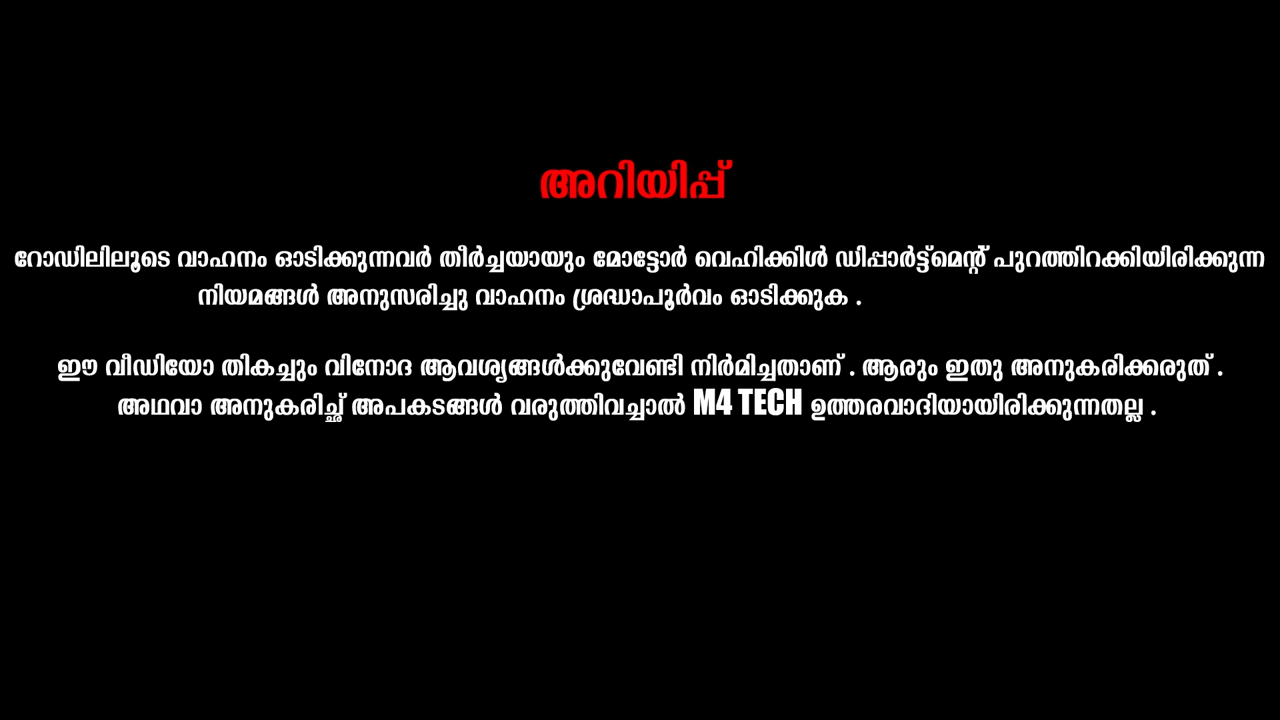 അറിയിപ്പ്
റോഡിലിലൂടെ വാഹനം ഓടിക്കുന്നവർ തീർച്ചയായും മോട്ടോർ വെഹിക്കിൾ ഡിപ്പാർട്ട്മെന്റ് പുറത്തിറക്കിയിരിക്കുന്ന
നിയമങ്ങൾ അനുസരിച്ചു വാഹനം ശ്രദ്ധാപൂർവം ഓടിക്കുക .
ഈ വീഡിയോ തികച്ചും വിനോദ ആവശ്യങ്ങൾക്കുവേണ്ടി നിർമിച്ചതാണ് . ആരും ഇതു അനുകരിക്കരുത് .
അഥവാ അനുകരിച്ച് അപകടങ്ങൾ വരുത്തിവച്ചാൽ M4 TECH ഉത്തരവാദിയായിരിക്കുന്നതല്ല .